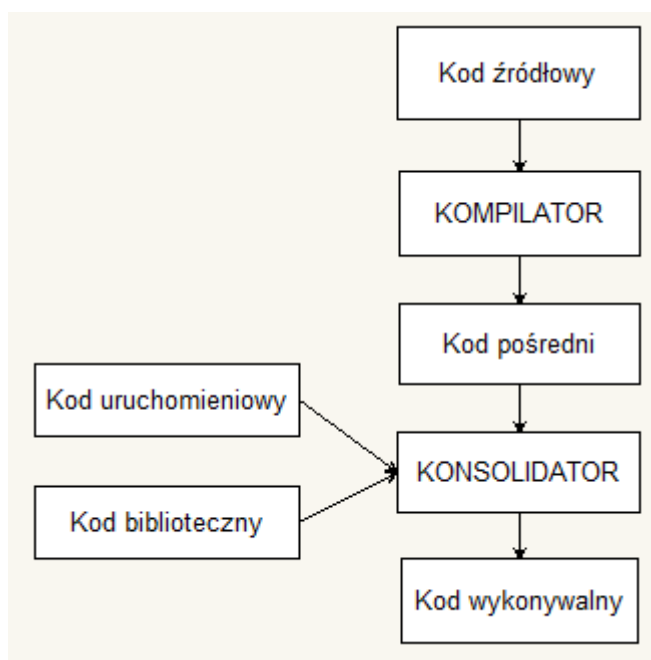 Kod źródłowy
KOMPILATOR
Kod pośredni
Kod uruchomieniowy
KONSOLIDATOR
Kod biblioteczny
Kod wykonywalny